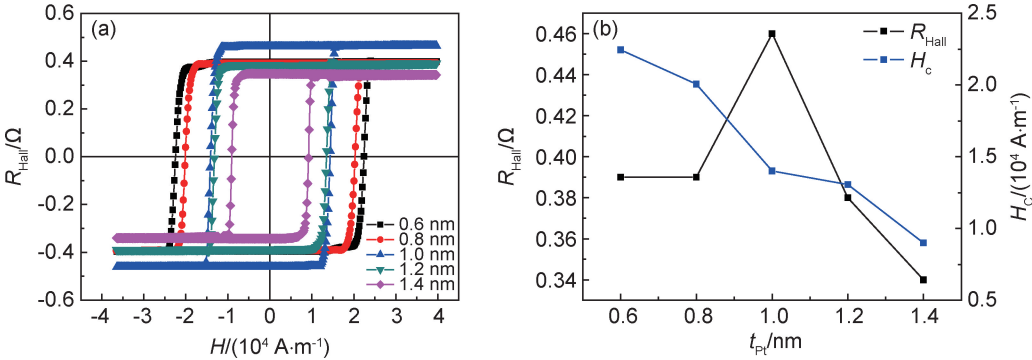 (a)
R_Hall/Ω
0.6
0.4
0.2
0.0
-0.2
-0.4
-0.6
0.6 nm
0.8 nm
1.0 nm
1.2 nm
1.4 nm
-4 -3 -2 -1 0 1 2 3 4
H/(10⁴ A·m⁻¹)
(b)
R_Hall
H_c
R_Hall/Ω
0.46
0.44
0.42
0.40
0.38
0.36
0.34
2.5
2.0
1.5
1.0
0.5
H_C/(10⁴ A·m⁻¹)
0.6 0.8 1.0 1.2 1.4
t_Pt/nm